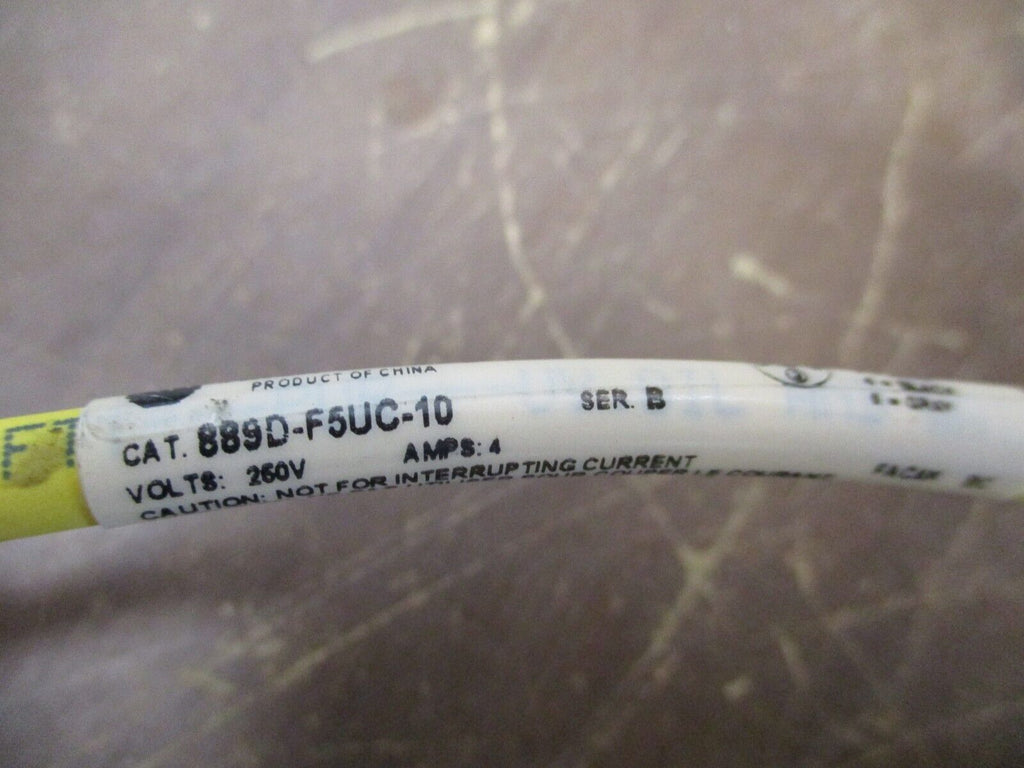 PRODUCT OF CHINA
CAT. 889D-F5UC-10
SER. B
VOLTS: 250V
AMPS: 4
CAUTION: NOT FOR INTERRUPTING CURRENT